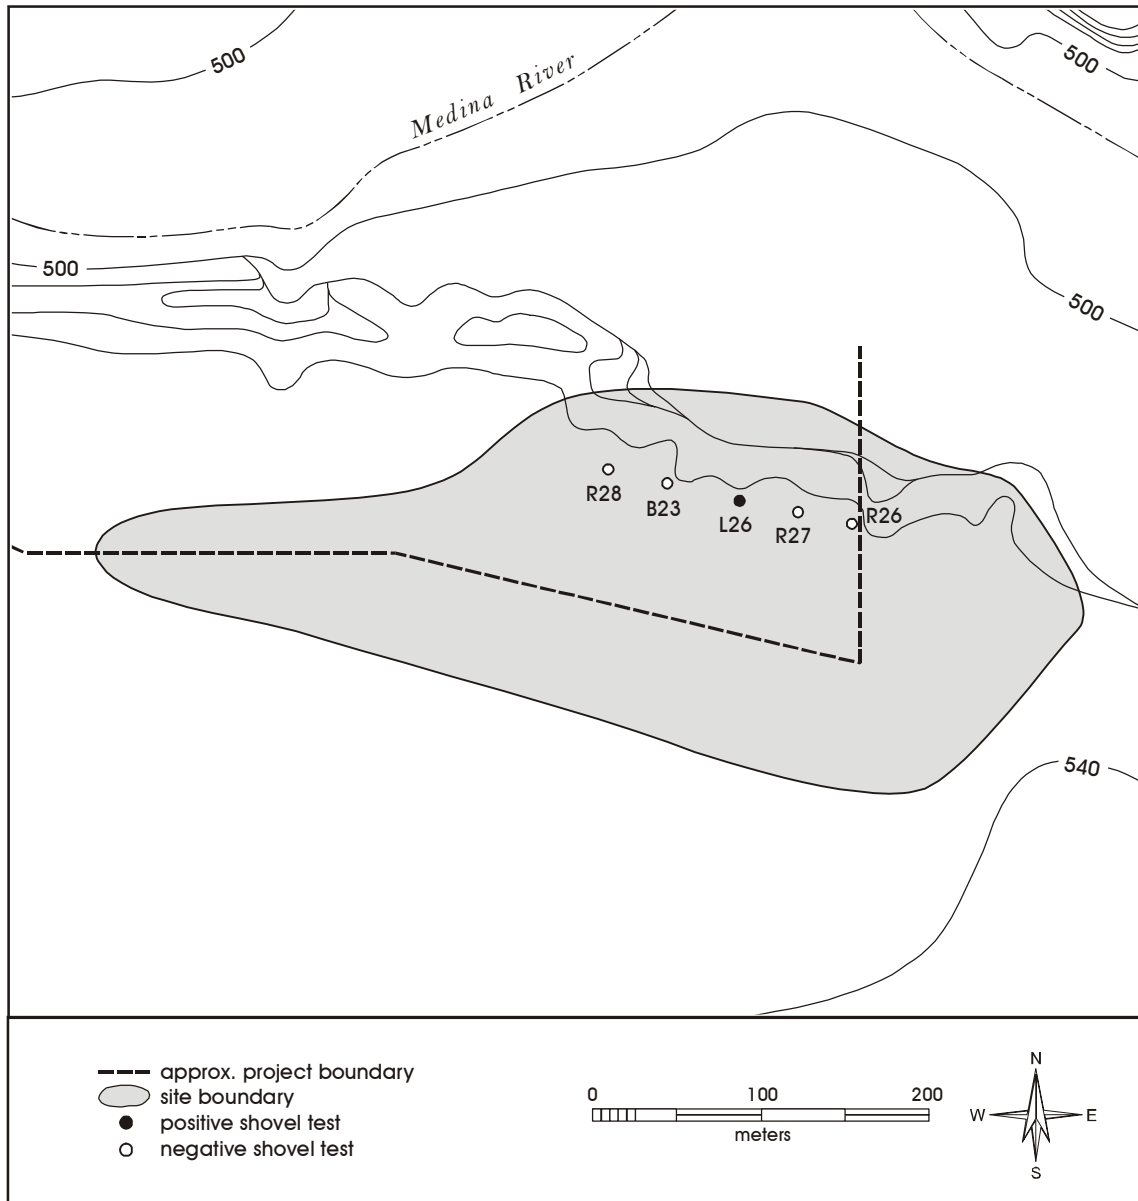 500
500
Medina River
500
500
R28
B23
L26
R27
R26
540
approx. project boundary
site boundary
positive shovel test
negative shovel test
0 100 200
meters
N
W E
S